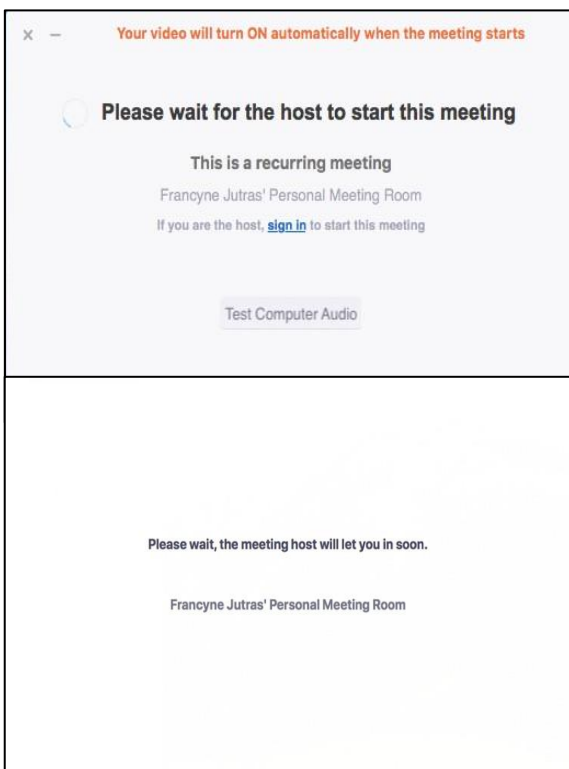 × – Your video will turn ON automatically when the meeting starts
Please wait for the host to start this meeting
This is a recurring meeting
Francyne Jutras' Personal Meeting Room
If you are the host, sign in to start this meeting
Test Computer Audio
Please wait, the meeting host will let you in soon.
Francyne Jutras' Personal Meeting Room